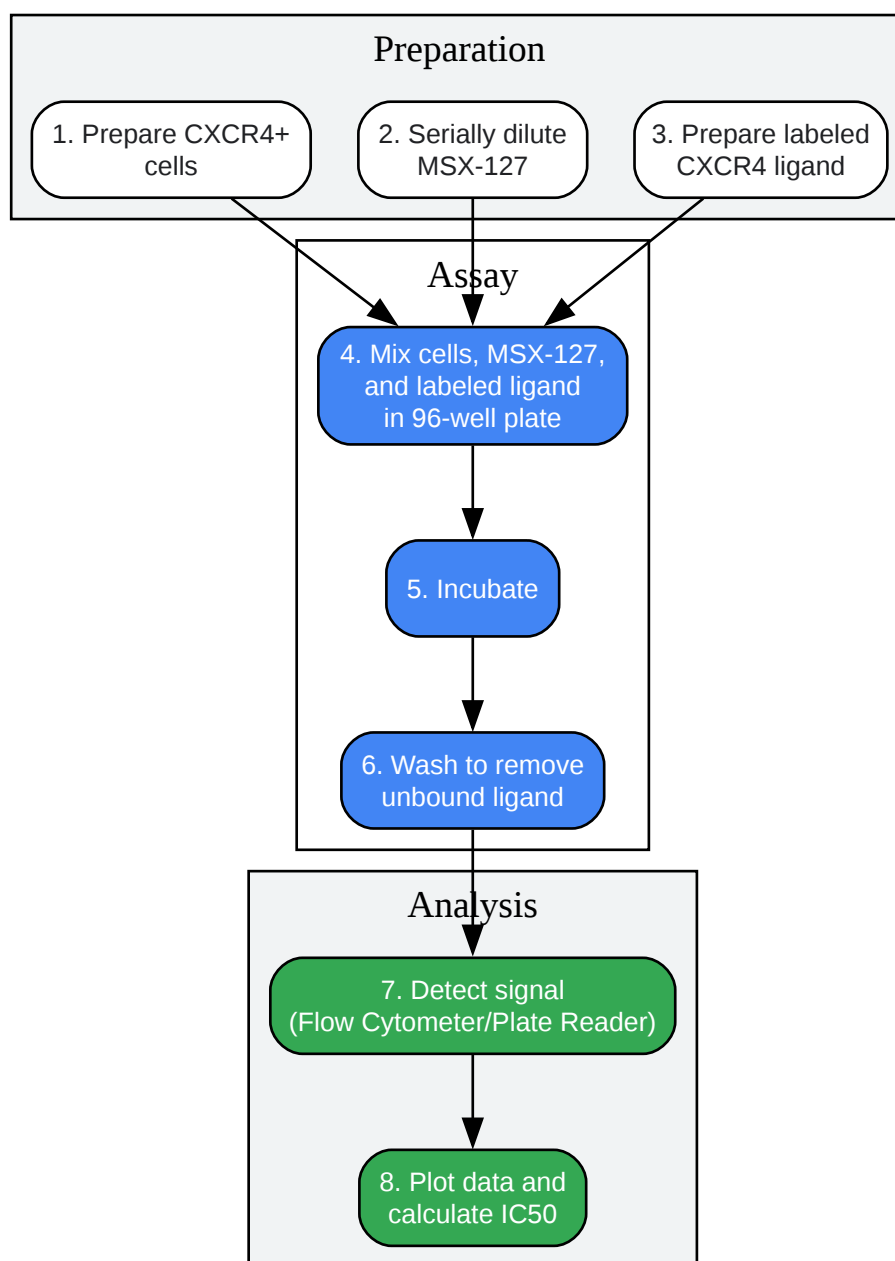 Preparation
1. Prepare CXCR4+
cells
2. Serially dilute
MSX-127
3. Prepare labeled
CXCR4 ligand
Assay
4. Mix cells, MSX-127,
and labeled ligand
in 96-well plate
5. Incubate
6. Wash to remove
unbound ligand
Analysis
7. Detect signal
(Flow Cytometer/Plate Reader)
8. Plot data and
calculate IC50